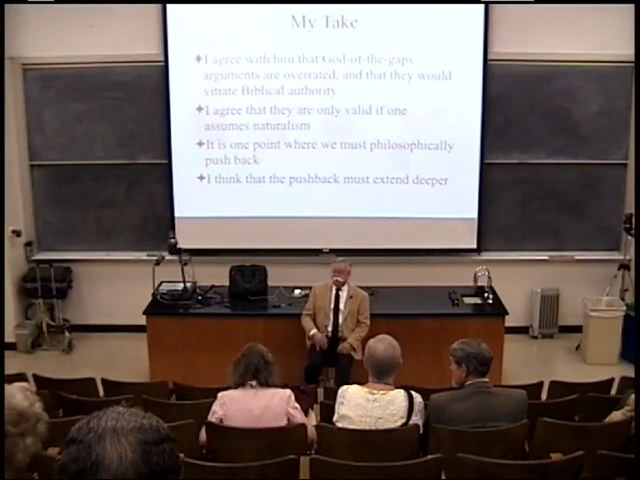 My Take
✦I agree with him that God-of-the-gaps
arguments are overrated, and that they would
vitiate Biblical authority
✦I agree that they are only valid if one
assumes naturalism
✦It is one point where we must philosophically
push back
✦I think that the pushback must extend deeper